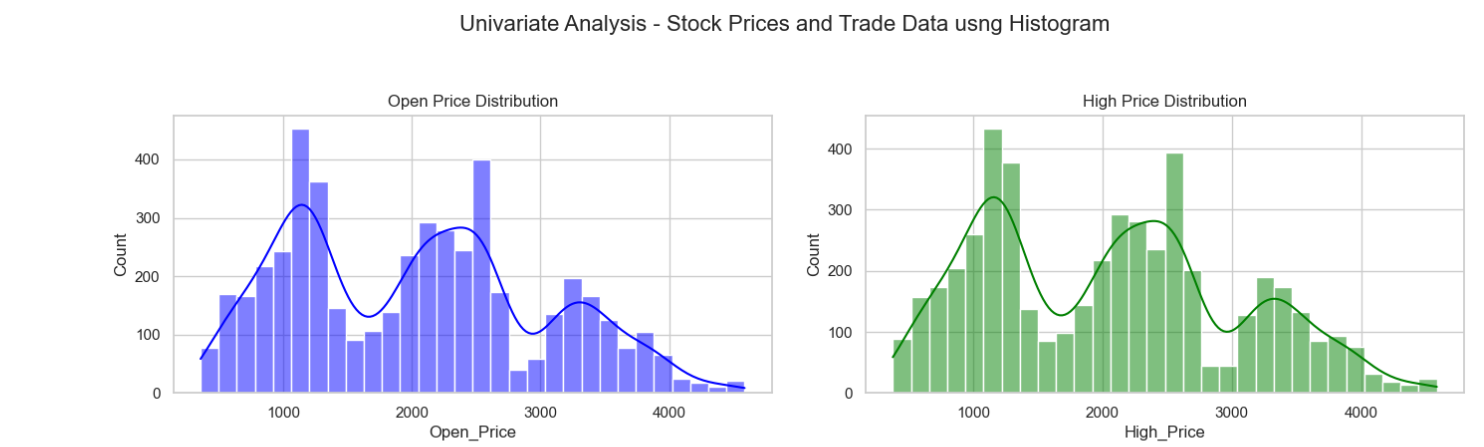 Univariate Analysis - Stock Prices and Trade Data usng Histogram
Open Price Distribution
400
300
200
100
0
Count
1000 2000 3000 4000
Open_Price
High Price Distribution
400
300
200
100
0
Count
1000 2000 3000 4000
High_Price